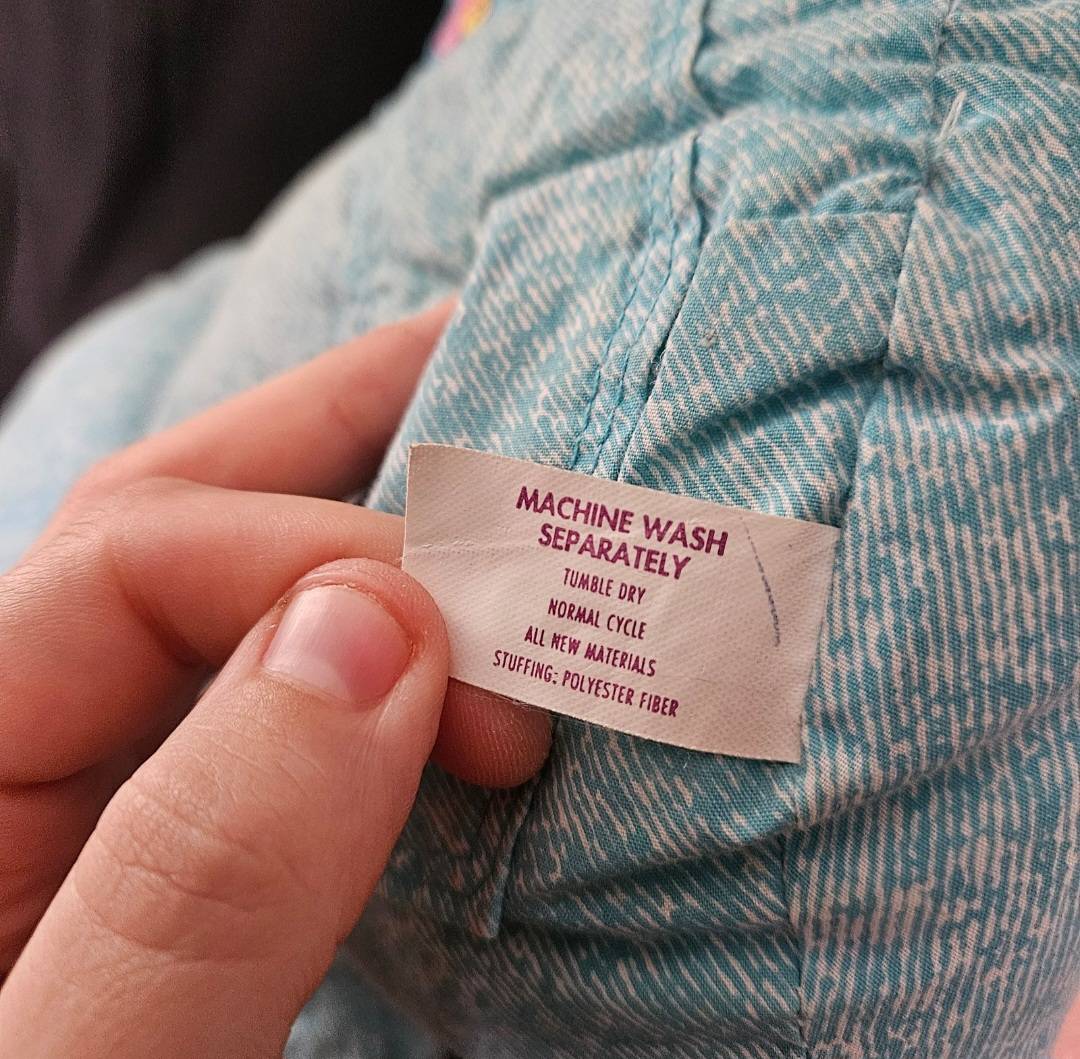 MACHINE WASH
SEPARATELY
TUMBLE DRY
NORMAL CYCLE
ALL NEW MATERIALS
STUFFING: POLYESTER FIBER